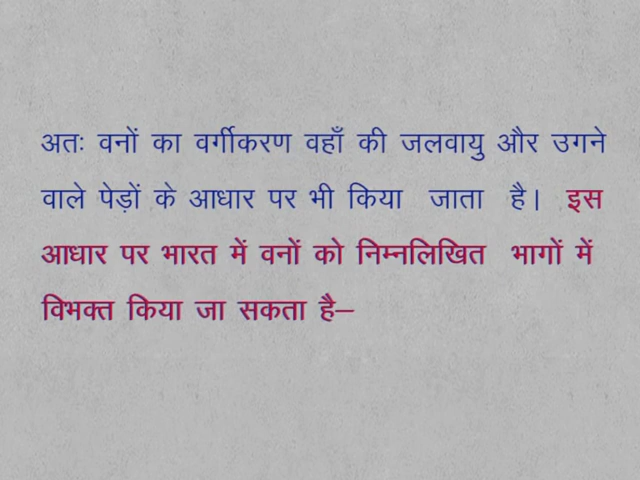 अतः वनों का वर्गीकरण वहाँ की जलवायु और उगने
वाले पेड़ों के आधार पर भी किया जाता है। इस
आधार पर भारत में वनों को निम्नलिखित भागों में
विभक्त किया जा सकता है–